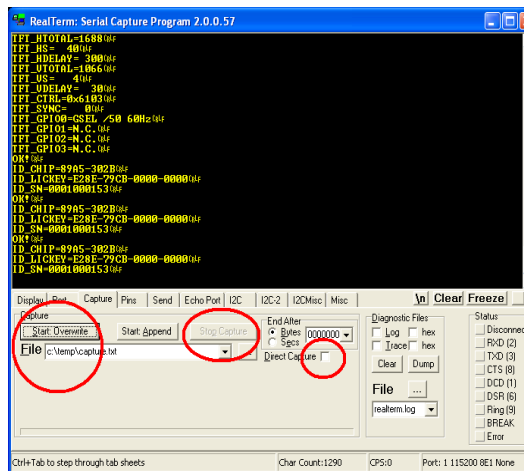 RealTerm: Serial Capture Program 2.0.0.57
TFT_HTOTAL=1688
TFT_HS= 40
TFT_HDELAY= 300
TFT_VTOTAL=1066
TFT_VS= 4
TFT_VDELAY= 30
TFT_CTRL=0x6103
TFT_SYNC= 0
TFT_GPIO0=GSEL /50 60Hz
TFT_GPIO1=N.C.
TFT_GPIO2=N.C.
TFT_GPIO3=N.C.
OK!
ID_CHIP=89A5-302B
ID_LICKEY=E28E-79CB-0000-0000
ID_SN=0001000153
OK!
ID_CHIP=89A5-302B
ID_LICKEY=E28E-79CB-0000-0000
ID_SN=0001000153
OK!
ID_CHIP=89A5-302B
ID_LICKEY=E28E-79CB-0000-0000
ID_SN=0001000153
Display Port Capture Pins Send Echo Port I2C I2C-2 I2CMisc Misc \n Clear Freeze
Capture
Start: Overwrite Start: Append Stop Capture
File c:\temp\capture.txt ...
End After
Bytes 0000000
Secs
Direct Capture
Diagnostic Files
Log hex
Trace hex
Clear Dump
File ...
realterm.log
Status
Disconnec
RXD (2)
TXD (3)
CTS (8)
DCD (1)
DSR (6)
Ring (9)
BREAK
Error
Ctrl+Tab to step through tab sheets Char Count:1290 CPS:0 Port: 1 115200 8E1 None